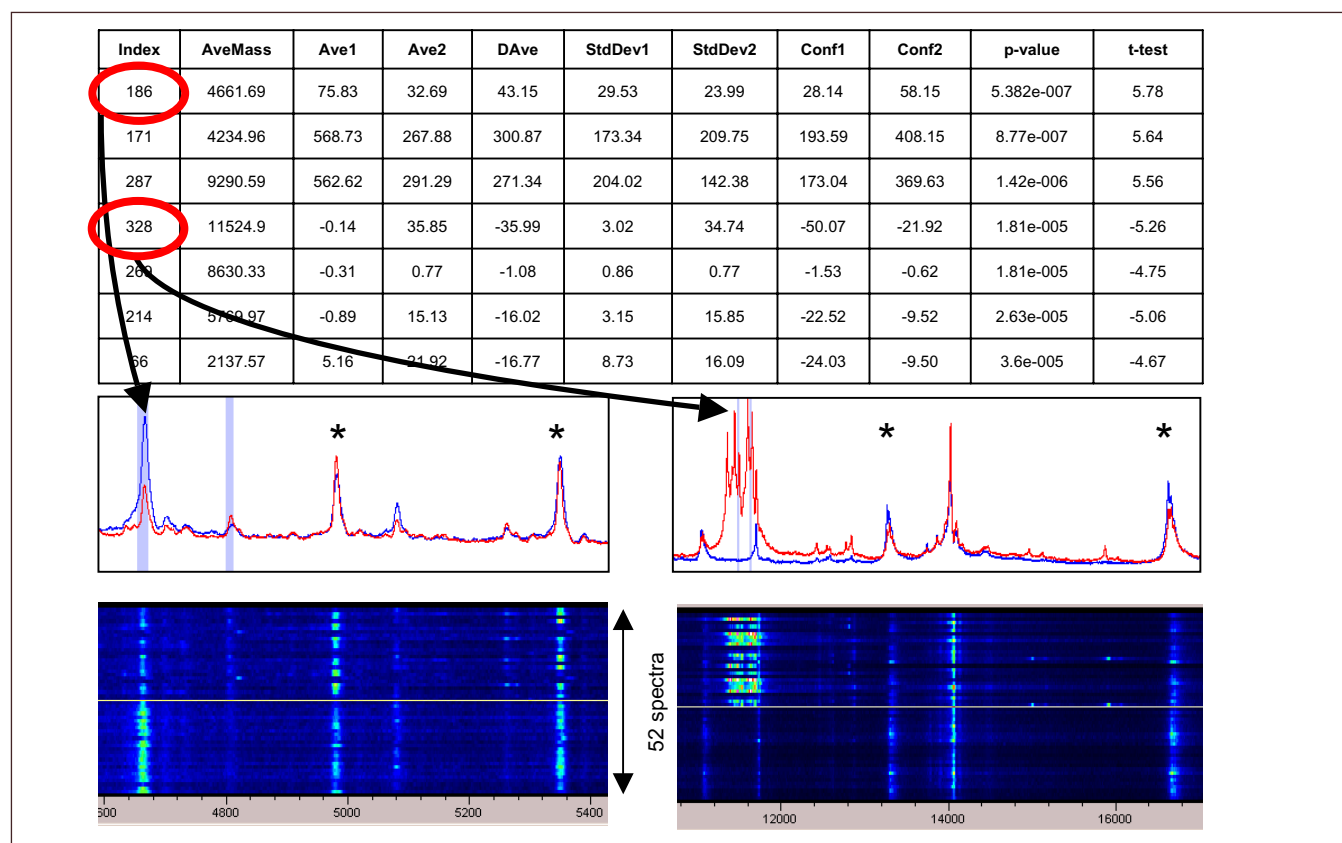 Index AveMass Ave1 Ave2 DAve StdDev1 StdDev2 Conf1 Conf2 p-value t-test
186 4661.69 75.83 32.69 43.15 29.53 23.99 28.14 58.15 5.382e-007 5.78
171 4234.96 568.73 267.88 300.87 173.34 209.75 193.59 408.15 8.77e-007 5.64
287 9290.59 562.62 291.29 271.34 204.02 142.38 173.04 369.63 1.42e-006 5.56
328 11524.9 -0.14 35.85 -35.99 3.02 34.74 -50.07 -21.92 1.81e-005 -5.26
269 8630.33 -0.31 0.77 -1.08 0.86 0.77 -1.53 -0.62 1.81e-005 -4.75
214 5769.97 -0.89 15.13 -16.02 3.15 15.85 -22.52 -9.52 2.63e-005 -5.06
66 2137.57 5.16 21.92 -16.77 8.73 16.09 -24.03 -9.50 3.6e-005 -4.67
* * * *
52 spectra
600 4800 5000 5200 5400
12000 14000 16000